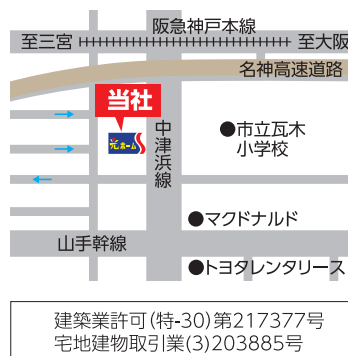 阪急神戸本線
至三宮
至大阪
名神高速道路
当社
ホーム
中津浜線
●市立瓦木
小学校
●マクドナルド
山手幹線
●トヨタレンタリース
建築業許可(特-30)第217377号
宅地建物取引業(3)203885号